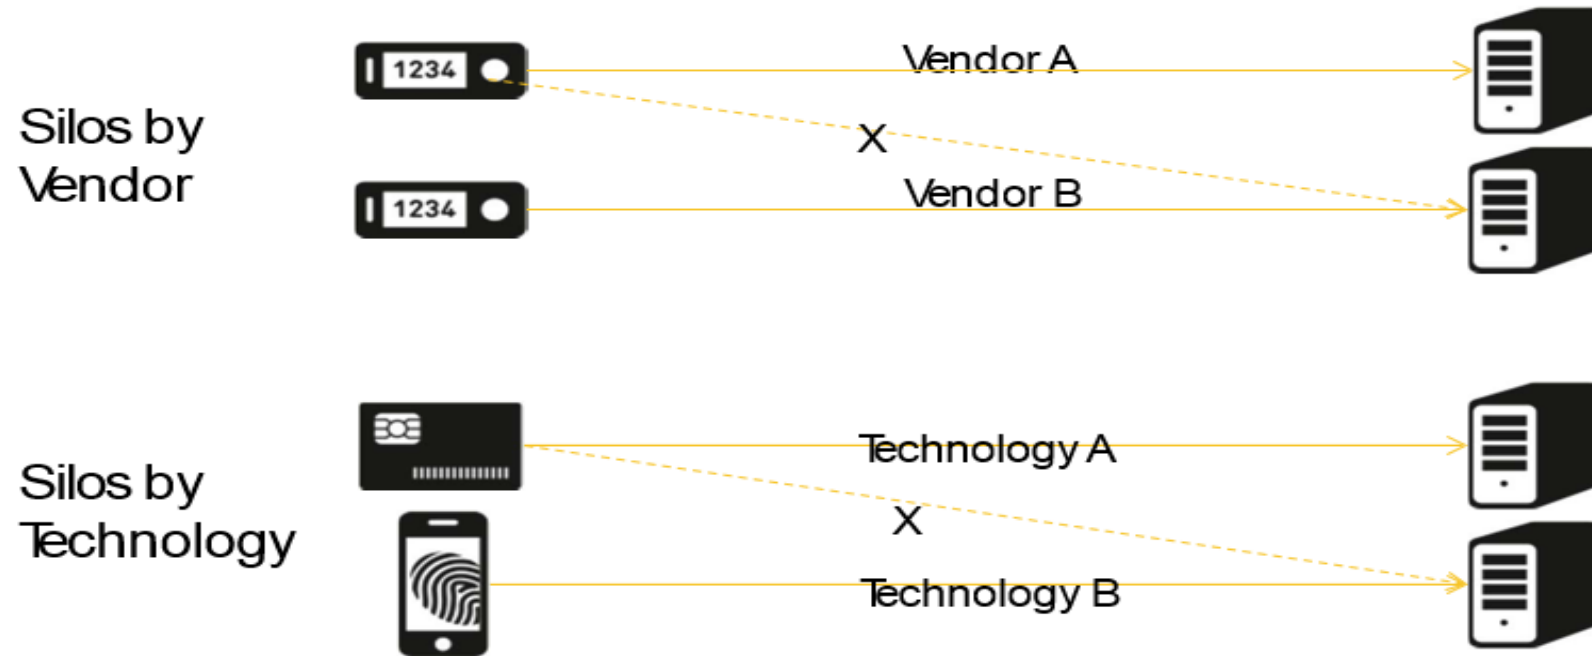 1234
Vendor A
Silos by
Vendor
X
1234
Vendor B
Silos by
Technology
Technology A
X
Technology B